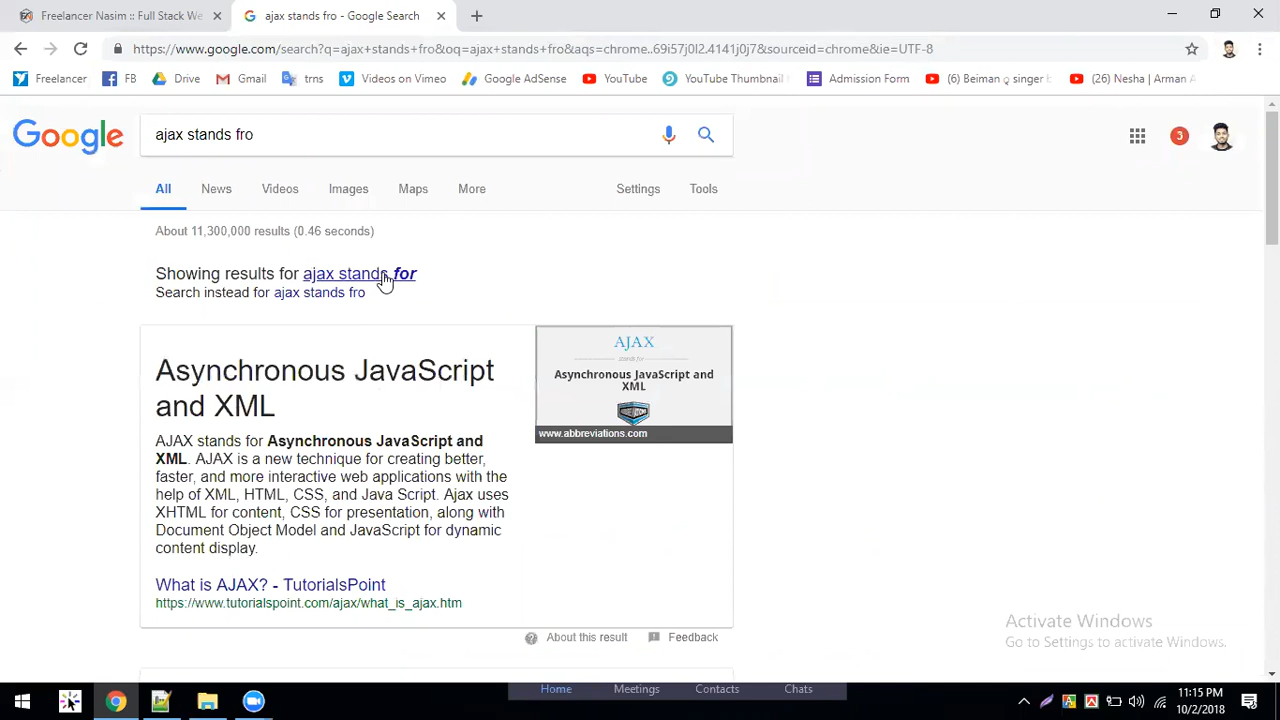 Freelancer Nasim :: Full Stack We
ajax stands fro - Google Search
https://www.google.com/search?q=ajax+stands+fro&oq=ajax+stands+fro&aqs=chrome..69i57j0l2.4141j0j7&sourceid=chrome&ie=UTF-8
Freelancer FB Drive Gmail trns Videos on Vimeo Google AdSense YouTube YouTube Thumbnail Admission Form (6) Beiman q singer b (26) Nesha | Arman A
Google
ajax stands fro
3
All News Videos Images Maps More Settings Tools
About 11,300,000 results (0.46 seconds)
Showing results for ajax stands for
Search instead for ajax stands fro
Asynchronous JavaScript
and XML
AJAX stands for Asynchronous JavaScript and
XML. AJAX is a new technique for creating better,
faster, and more interactive web applications with the
help of XML, HTML, CSS, and Java Script. Ajax uses
XHTML for content, CSS for presentation, along with
Document Object Model and JavaScript for dynamic
content display.
AJAX
stands for
Asynchronous JavaScript and
XML
www.abbreviations.com
What is AJAX? - TutorialsPoint
https://www.tutorialspoint.com/ajax/what_is_ajax.htm
About this result Feedback
Activate Windows
Go to Settings to activate Windows.
Home Meetings Contacts Chats
11:15 PM
10/2/2018